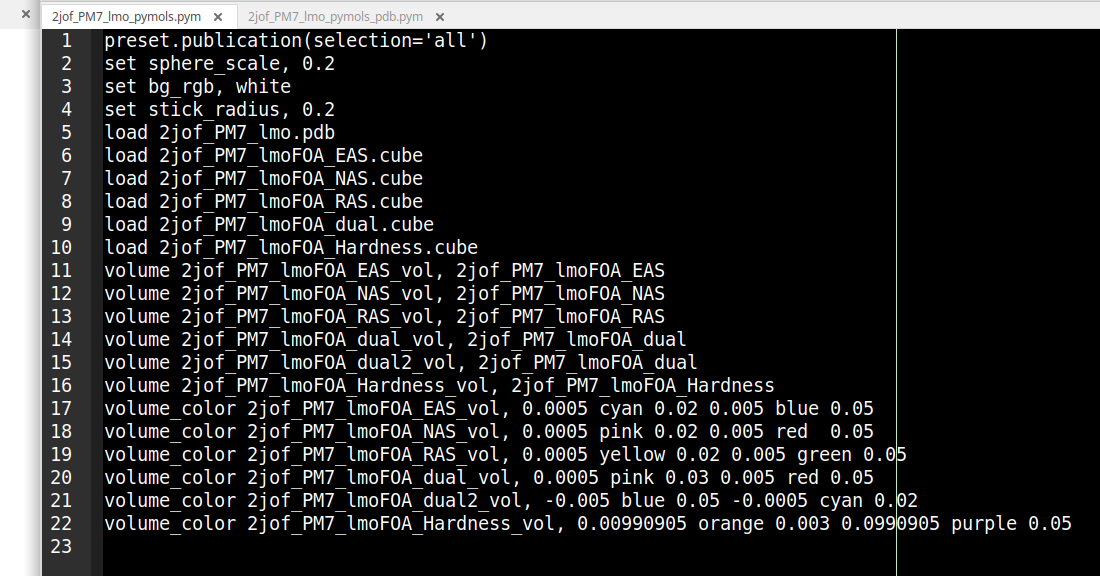 2jof_PM7_lmo_pymols.pym × 2jof_PM7_lmo_pymols_pdb.pym ×
1 preset.publication(selection='all')
2 set sphere_scale, 0.2
3 set bg_rgb, white
4 set stick_radius, 0.2
5 load 2jof_PM7_lmo.pdb
6 load 2jof_PM7_lmoFOA_EAS.cube
7 load 2jof_PM7_lmoFOA_NAS.cube
8 load 2jof_PM7_lmoFOA_RAS.cube
9 load 2jof_PM7_lmoFOA_dual.cube
10 load 2jof_PM7_lmoFOA_Hardness.cube
11 volume 2jof_PM7_lmoFOA_EAS_vol, 2jof_PM7_lmoFOA_EAS
12 volume 2jof_PM7_lmoFOA_NAS_vol, 2jof_PM7_lmoFOA_NAS
13 volume 2jof_PM7_lmoFOA_RAS_vol, 2jof_PM7_lmoFOA_RAS
14 volume 2jof_PM7_lmoFOA_dual_vol, 2jof_PM7_lmoFOA_dual
15 volume 2jof_PM7_lmoFOA_dual2_vol, 2jof_PM7_lmoFOA_dual
16 volume 2jof_PM7_lmoFOA_Hardness_vol, 2jof_PM7_lmoFOA_Hardness
17 volume_color 2jof_PM7_lmoFOA_EAS_vol, 0.0005 cyan 0.02 0.005 blue 0.05
18 volume_color 2jof_PM7_lmoFOA_NAS_vol, 0.0005 pink 0.02 0.005 red  0.05
19 volume_color 2jof_PM7_lmoFOA_RAS_vol, 0.0005 yellow 0.02 0.005 green 0.05
20 volume_color 2jof_PM7_lmoFOA_dual_vol, 0.0005 pink 0.03 0.005 red 0.05
21 volume_color 2jof_PM7_lmoFOA_dual2_vol, -0.005 blue 0.05 -0.0005 cyan 0.02
22 volume_color 2jof_PM7_lmoFOA_Hardness_vol, 0.00990905 orange 0.003 0.0990905 purple 0.05
23